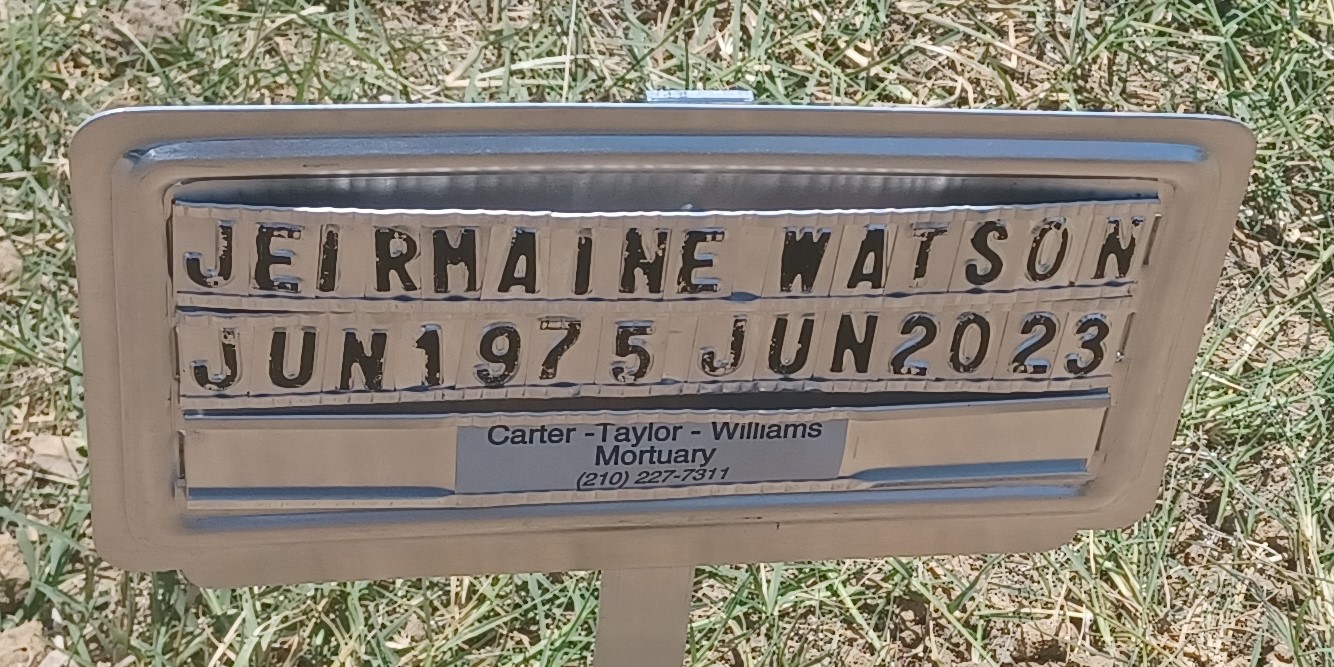 JEIRMAINE WATSON
JUN1975 JUN2023
Carter -Taylor - Williams
Mortuary
(210) 227-7311